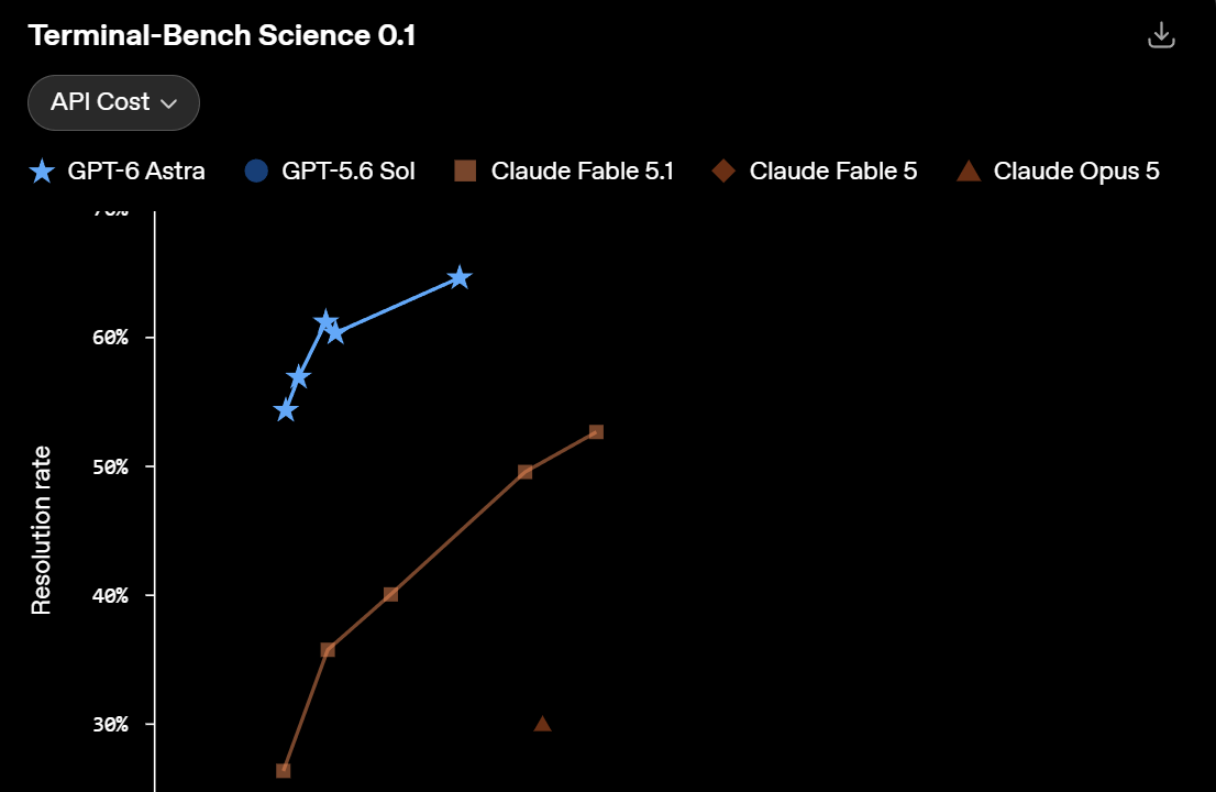 Terminal-Bench Science 0.1
API Cost
GPT-6 Astra GPT-5.6 Sol Claude Fable 5.1 Claude Fable 5 Claude Opus 5
60%
50%
Resolution rate
40%
30%